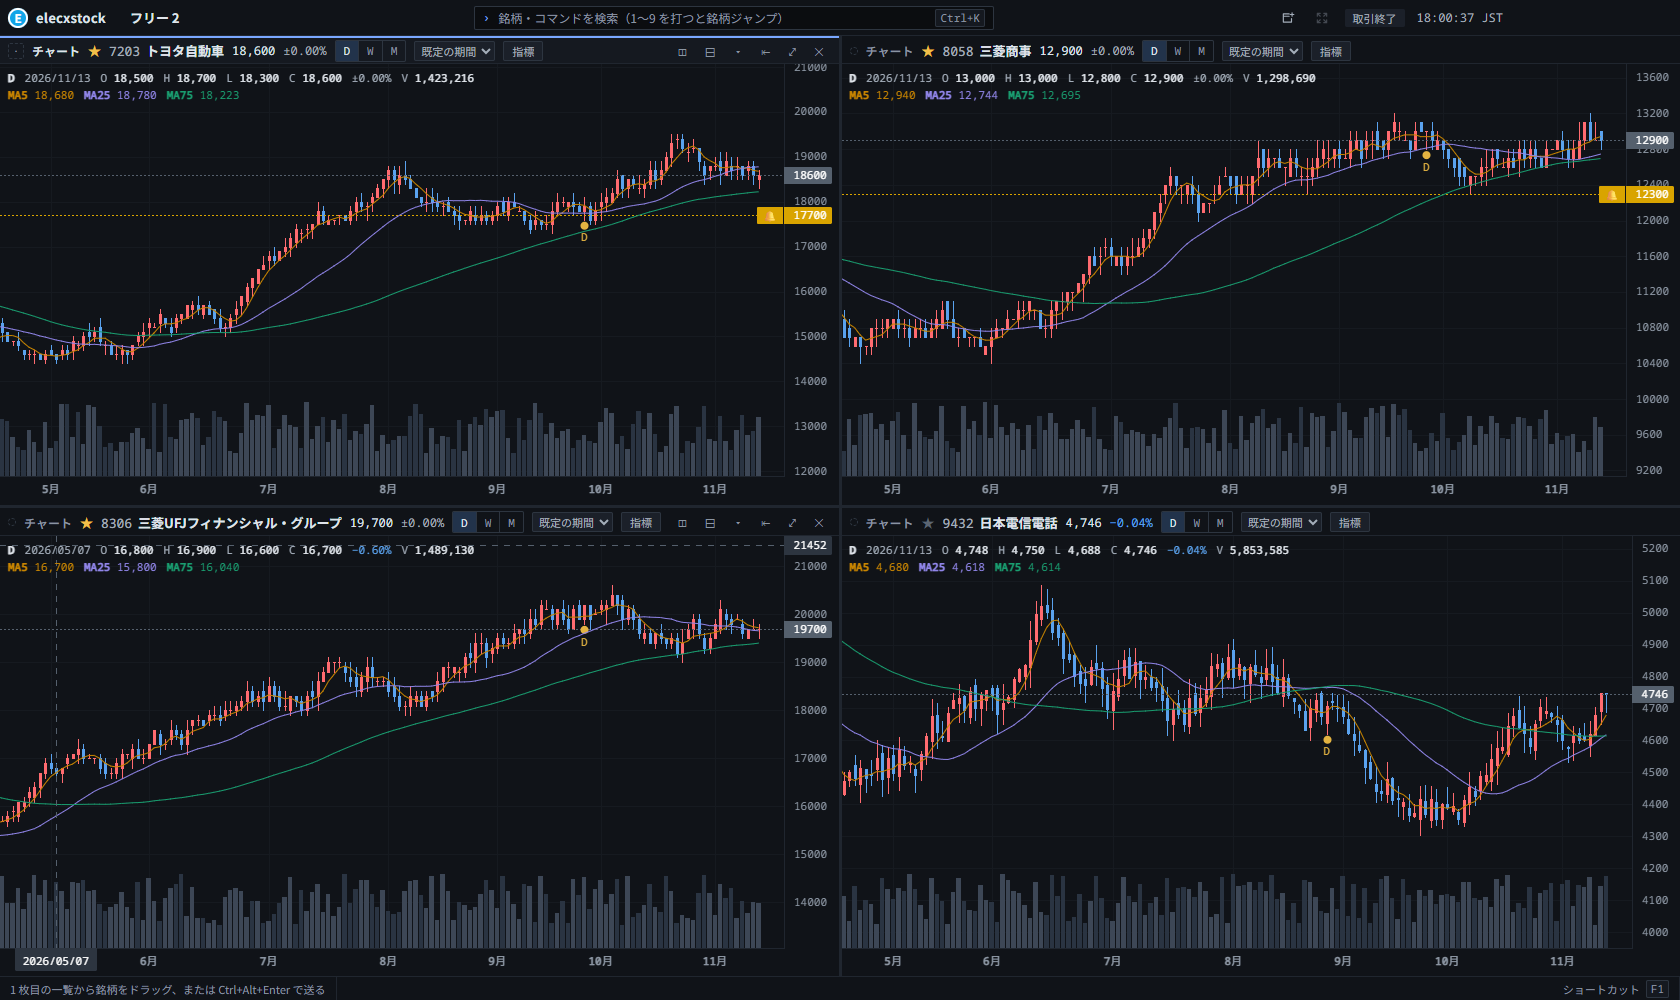 elecxstock フリー 2 › 銘柄・コマンドを検索（1〜9 を打つと銘柄ジャンプ） Ctrl+K 取引終了 18:00:37 JST
チャート ★ 7203 トヨタ自動車 18,600 ±0.00% D W M 既定の期間 指標
D 2026/11/13 O 18,500 H 18,700 L 18,300 C 18,600 ±0.00% V 1,423,216
MA5 18,680 MA25 18,780 MA75 18,223
21000
20000
19000
18600
18000
17700
17000
16000
15000
14000
13000
12000
D
5月 6月 7月 8月 9月 10月 11月
チャート ★ 8058 三菱商事 12,900 ±0.00% D W M 既定の期間 指標
D 2026/11/13 O 13,000 H 13,000 L 12,800 C 12,900 ±0.00% V 1,298,690
MA5 12,940 MA25 12,744 MA75 12,695
13600
13200
12900
12800
12400
12300
12000
11600
11200
10800
10400
10000
9600
9200
D
5月 6月 7月 8月 9月 10月 11月
チャート ★ 8306 三菱UFJフィナンシャル・グループ 19,700 ±0.00% D W M 既定の期間 指標
D 2026/05/07 O 16,800 H 16,900 L 16,600 C 16,700 −0.60% V 1,489,130
MA5 16,700 MA25 15,800 MA75 16,040
21452
21000
20000
19700
19000
18000
17000
16000
15000
14000
D
2026/05/07 6月 7月 8月 9月 10月 11月
チャート ★ 9432 日本電信電話 4,746 −0.04% D W M 既定の期間 指標
D 2026/11/13 O 4,748 H 4,750 L 4,688 C 4,746 −0.04% V 5,853,585
MA5 4,680 MA25 4,618 MA75 4,614
5200
5100
5000
4900
4800
4746
4700
4600
4500
4400
4300
4200
4100
4000
D
5月 6月 7月 8月 9月 10月 11月
1 枚目の一覧から銘柄をドラッグ、または Ctrl+Alt+Enter で送る ショートカット F1